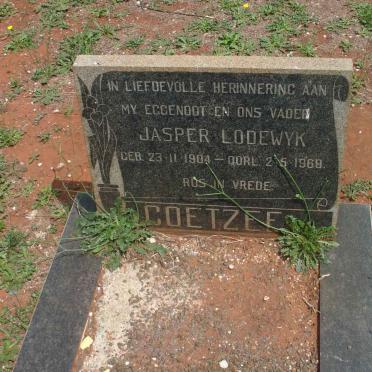 IN LIEFDEVOLLE HERINNERING AAN
MY EGGENOOT EN ONS VADER
JASPER LODEWYK
GEB. 23·11·1904 - OORL. 2·5·1969.
RUS IN VREDE
COETZEE